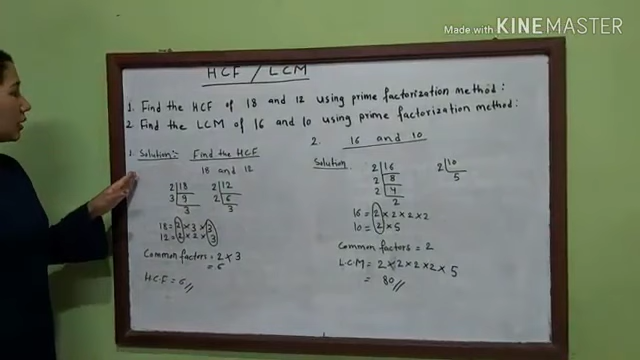 Made with KINEMASTER
HCF / LCM
1. Find the HCF of 18 and 12 using prime factorization method:
2. Find the LCM of 16 and 10 using prime factorization method:
1. Solution:- Find the HCF
18 and 12
2 18 2 12
3 9 2 6
3 3
18 = 2 × 3 × 3
12 = 2 × 2 × 3
Common factors = 2 × 3
= 6
H.C.F = 6
2. 16 and 10
Solution
2 16 2 10
2 8 5
2 4
2
16 = 2 × 2 × 2 × 2
10 = 2 × 5
Common factors = 2
L.C.M = 2 × 2 × 2 × 2 × 5
= 80